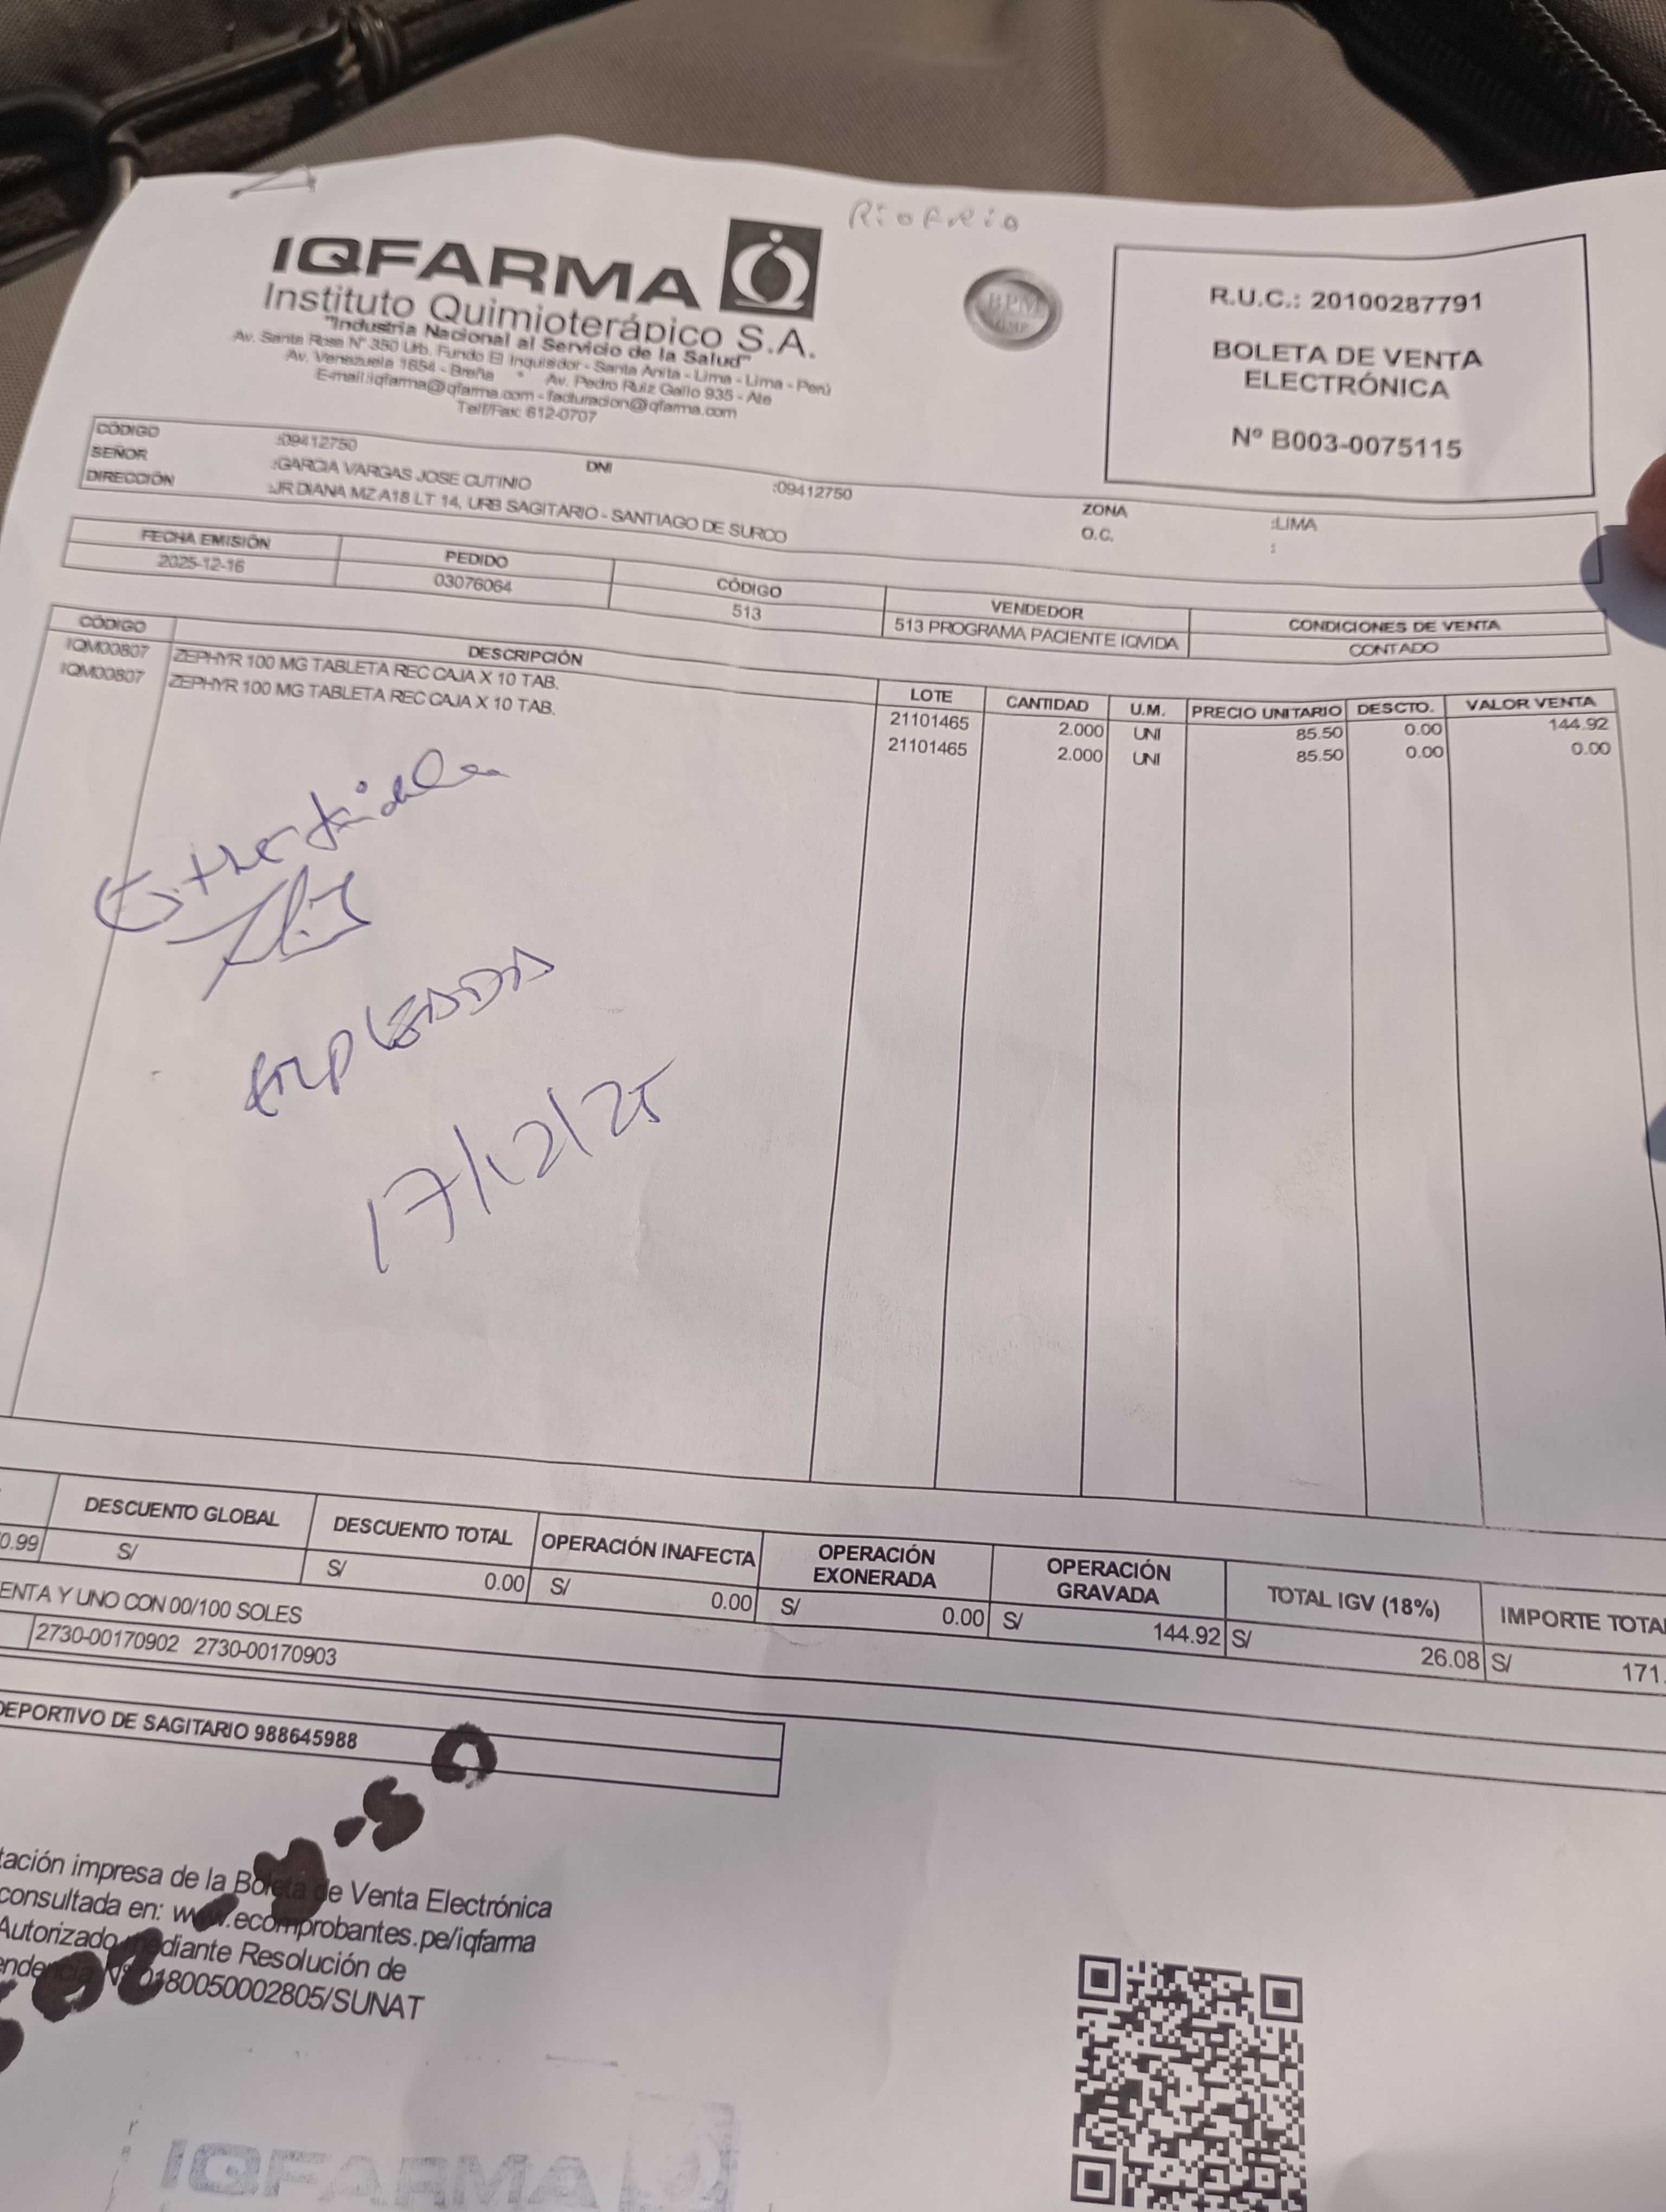 Riofrio
IQFARMA
Instituto Quimioterápico S.A.
"Industria Nacional al Servicio de la Salud"
Av. Santa Rosa N° 350 Urb. Fundo El Inquisidor - Santa Anita - Lima - Lima - Perú
Av. Venezuela 1654 - Breña * Av. Pedro Ruiz Gallo 935 - Ate
E-mail:iqfarma@qfarma.com - facturacion@iqfarma.com
Telf/Fax: 612-0707
BPM
GMP
R.U.C.: 20100287791
BOLETA DE VENTA
ELECTRÓNICA
Nº B003-0075115
CÓDIGO :09412750 DNI :09412750 ZONA :LIMA
SEÑOR :GARCIA VARGAS JOSE CUTINIO O.C. :
DIRECCIÓN :JR DIANA MZ A18 LT 14, URB SAGITARIO - SANTIAGO DE SURCO
FECHA EMISIÓN PEDIDO CÓDIGO VENDEDOR CONDICIONES DE VENTA
2025-12-16 03076064 513 513 PROGRAMA PACIENTE IQVIDA CONTADO
CÓDIGO DESCRIPCIÓN LOTE CANTIDAD U.M. PRECIO UNITARIO DESCTO. VALOR VENTA
IQM00807 ZEPHYR 100 MG TABLETA REC CAJA X 10 TAB. 21101465 2.000 UNI 85.50 0.00 144.92
IQM00807 ZEPHYR 100 MG TABLETA REC CAJA X 10 TAB. 21101465 2.000 UNI 85.50 0.00 0.00
EMPLEADA
17/12/25
DESCUENTO GLOBAL DESCUENTO TOTAL OPERACIÓN INAFECTA OPERACIÓN EXONERADA OPERACIÓN GRAVADA TOTAL IGV (18%) IMPORTE TOTA
0.99 S/ S/ 0.00 S/ 0.00 S/ 0.00 S/ 144.92 S/ 26.08 S/ 171.
ENTA Y UNO CON 00/100 SOLES
2730-00170902 2730-00170903
DEPORTIVO DE SAGITARIO 988645988
tación impresa de la Boleta de Venta Electrónica
consultada en: www.ecomprobantes.pe/iqfarma
Autorizado mediante Resolución de
endencia Nº 0180050002805/SUNAT
IQFARMA